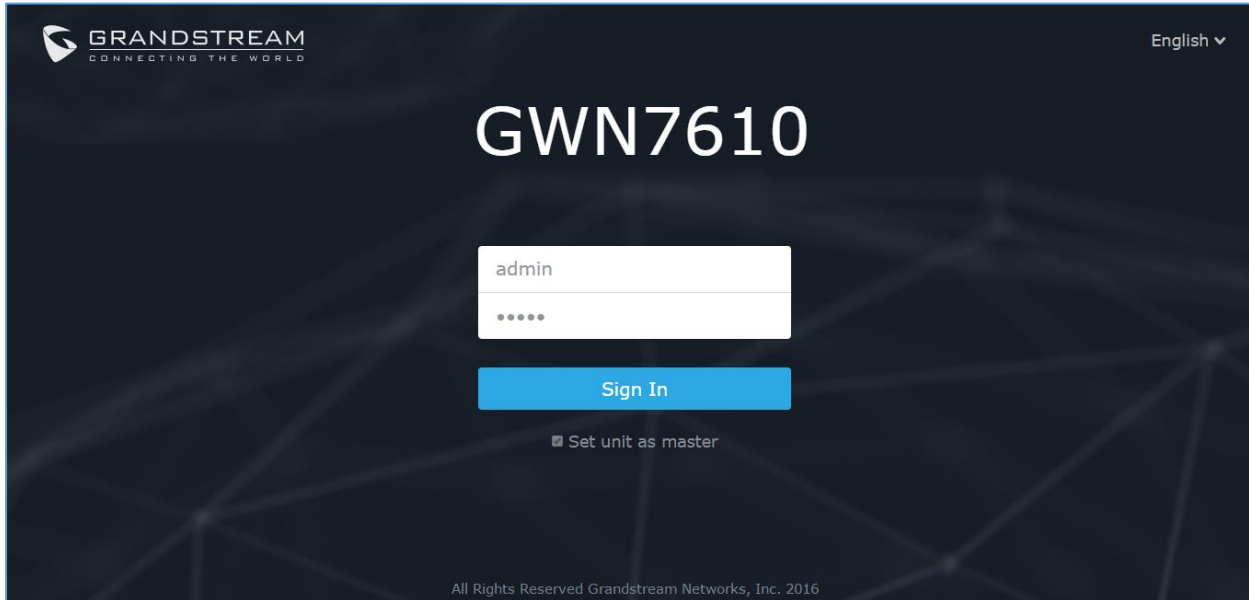 GRANDSTREAM
CONNECTING THE WORLD
English
GWN7610
admin
•••••
Sign In
Set unit as master
All Rights Reserved Grandstream Networks, Inc. 2016